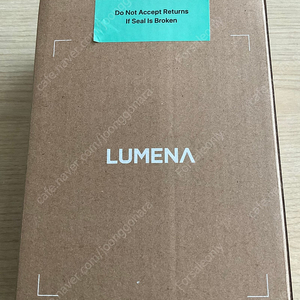 Do Not Accept Returns
If Seal Is Broken
LUMENA